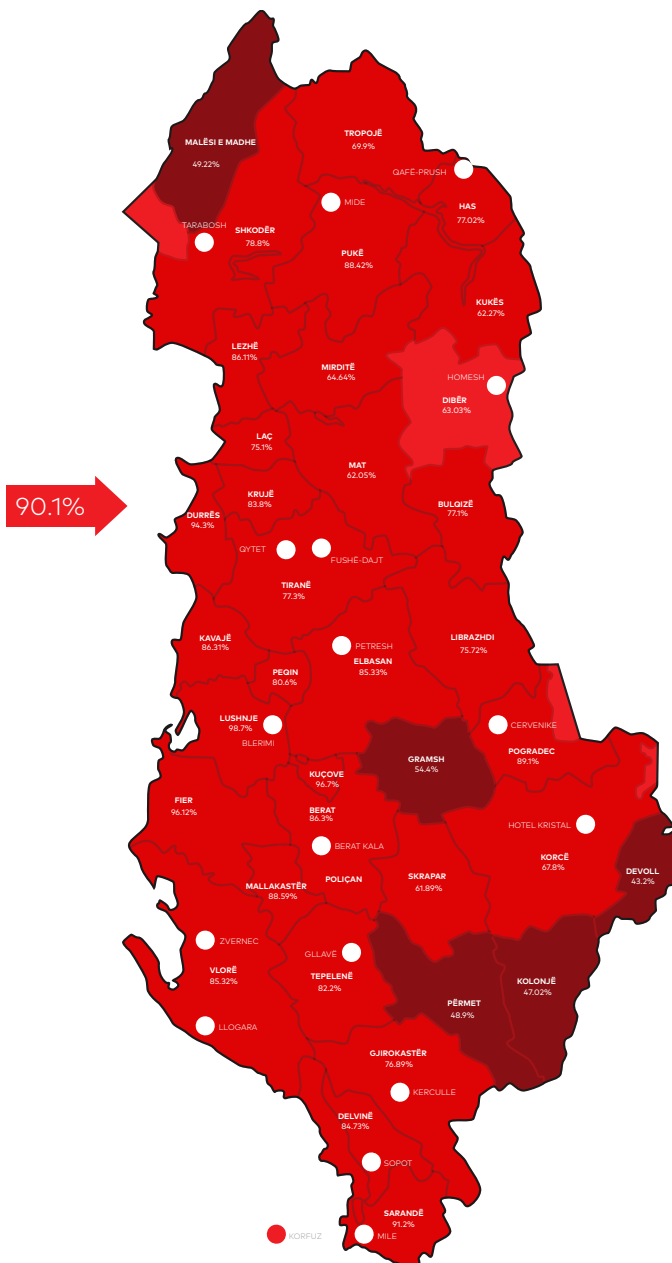 MALËSI E MADHE
49.22%
TROPOJË
69.9%
QAFË-PRUSH
HAS
77.02%
MIDE
TARABOSH
SHKODËR
78.8%
PUKË
88.42%
KUKËS
62.27%
LEZHË
86.11%
MIRDITË
64.64%
HOMESH
DIBËR
63.03%
LAÇ
75.1%
MAT
62.05%
KRUJË
83.8%
BULQIZË
77.1%
90.1%
DURRËS
94.3%
QYTET
FUSHË-DAJT
TIRANË
77.3%
KAVAJË
86.31%
LIBRAZHDI
75.72%
PETRESH
ELBASAN
85.33%
PEQIN
80.6%
LUSHNJE
98.7%
BLERIMI
CERVENIKË
POGRADEC
89.1%
GRAMSH
54.4%
KUÇOVE
96.7%
FIER
96.12%
BERAT
86.3%
HOTEL KRISTAL
BERAT KALA
KORCË
67.8%
DEVOLL
43.2%
MALLAKASTËR
88.59%
POLIÇAN
SKRAPAR
61.89%
ZVERNEC
GLLAVË
VLORË
85.32%
TEPELENË
82.2%
KOLONJË
47.02%
PËRMET
48.9%
LLOGARA
GJIROKASTËR
76.89%
KERCULLE
DELVINË
84.73%
SOPOT
SARANDË
91.2%
KORFUZ
MILE